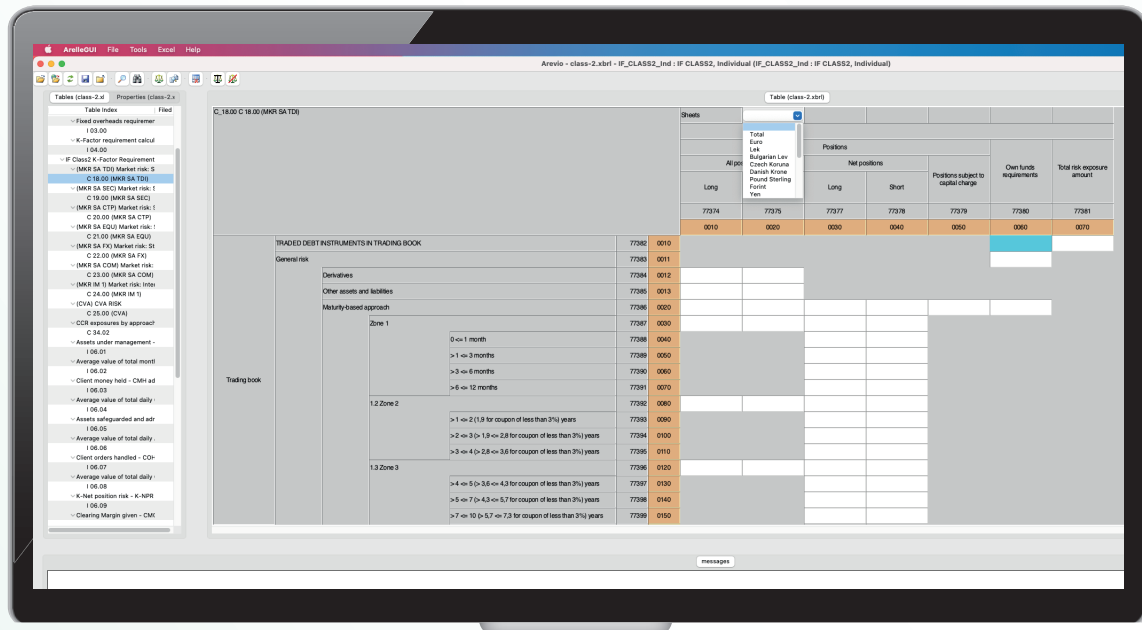 ArelleGUI File Tools Excel Help
Arevio - class-2.xbrl - IF_CLASS2_Ind : IF CLASS2, Individual (IF_CLASS2_Ind : IF CLASS2, Individual)
Tables (class-2.xl Properties (class-2.x
Table (class-2.xbrl)
Table Index Filed
Fixed overheads requiremer
I 03.00
K-Factor requirement calcul
I 04.00
IF Class2 K-Factor Requirement
(MKR SA TDI) Market risk: S
C 18.00 (MKR SA TDI)
(MKR SA SEC) Market risk: S
C 19.00 (MKR SA SEC)
(MKR SA CTP) Market risk: S
C 20.00 (MKR SA CTP)
(MKR SA EQU) Market risk:
C 21.00 (MKR SA EQU)
(MKR SA FX) Market risk: St
C 22.00 (MKR SA FX)
(MKR SA COM) Market risk:
C 23.00 (MKR SA COM)
(MKR IM 1) Market risk: Inter
C 24.00 (MKR IM 1)
(CVA) CVA RISK
C 25.00 (CVA)
CCR exposures by approach
C 34.02
Assets under management -
I 06.01
Average value of total montl
I 06.02
Client money held - CMH ad
I 06.03
Average value of total daily
I 06.04
Assets safeguarded and adr
I 06.05
Average value of total daily
I 06.06
Client orders handled - COH
I 06.07
Average value of total daily
I 06.08
K-Net position risk - K-NPR
I 06.09
Clearing Margin given - CM(
C_18.00 C 18.00 (MKR SA TDI)
Sheets
Total
Euro
Lek
Bulgarian Lev
Czech Koruna
Danish Krone
Pound Sterling
Forint
Yen
Positions
All pos Net positions Positions subject to capital charge Own funds requirements Total risk exposure amount
Long Long Short
77374 77375 77377 77378 77379 77380 77381
0010 0020 0030 0040 0050 0060 0070
Trading book
TRADED DEBT INSTRUMENTS IN TRADING BOOK 77382 0010
General risk 77383 0011
Derivatives 77384 0012
Other assets and liabilities 77385 0013
Maturity-based approach 77386 0020
Zone 1 77387 0030
0 <= 1 month 77388 0040
> 1 <= 3 months 77389 0050
> 3 <= 6 months 77390 0060
> 6 <= 12 months 77391 0070
1.2 Zone 2 77392 0080
> 1 <= 2 (1,9 for coupon of less than 3%) years 77393 0090
> 2 <= 3 (> 1,9 <= 2,8 for coupon of less than 3%) years 77394 0100
> 3 <= 4 (> 2,8 <= 3,6 for coupon of less than 3%) years 77395 0110
1.3 Zone 3 77396 0120
> 4 <= 5 (> 3,6 <= 4,3 for coupon of less than 3%) years 77397 0130
> 5 <= 7 (> 4,3 <= 5,7 for coupon of less than 3%) years 77398 0140
> 7 <= 10 (> 5,7 <= 7,3 for coupon of less than 3%) years 77399 0150
messages